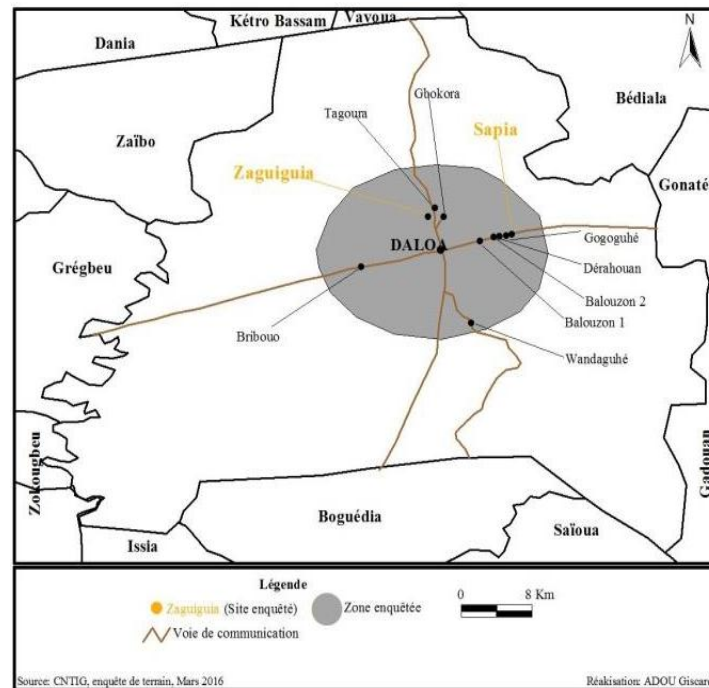 Kétro Bassam
Vavoua
N
Dania
Gbokora
Bédiala
Tagoura
Sapia
Zaïbo
Zaguiguia
Gonaté
DALOA
Gogoguhé
Grégbeu
Dérahouan
Balouzon 2
Balouzon 1
Bribouo
Wandaguhé
Zokougbeu
Gadouan
Boguédia
Saïoua
Issia
Légende
Zaguiguia (Site enquêté)
Zone enquêtée
0 8 Km
Voie de communication
Source: CNTIG, enquête de terrain, Mars 2016
Réakisation: ADOU Giscard